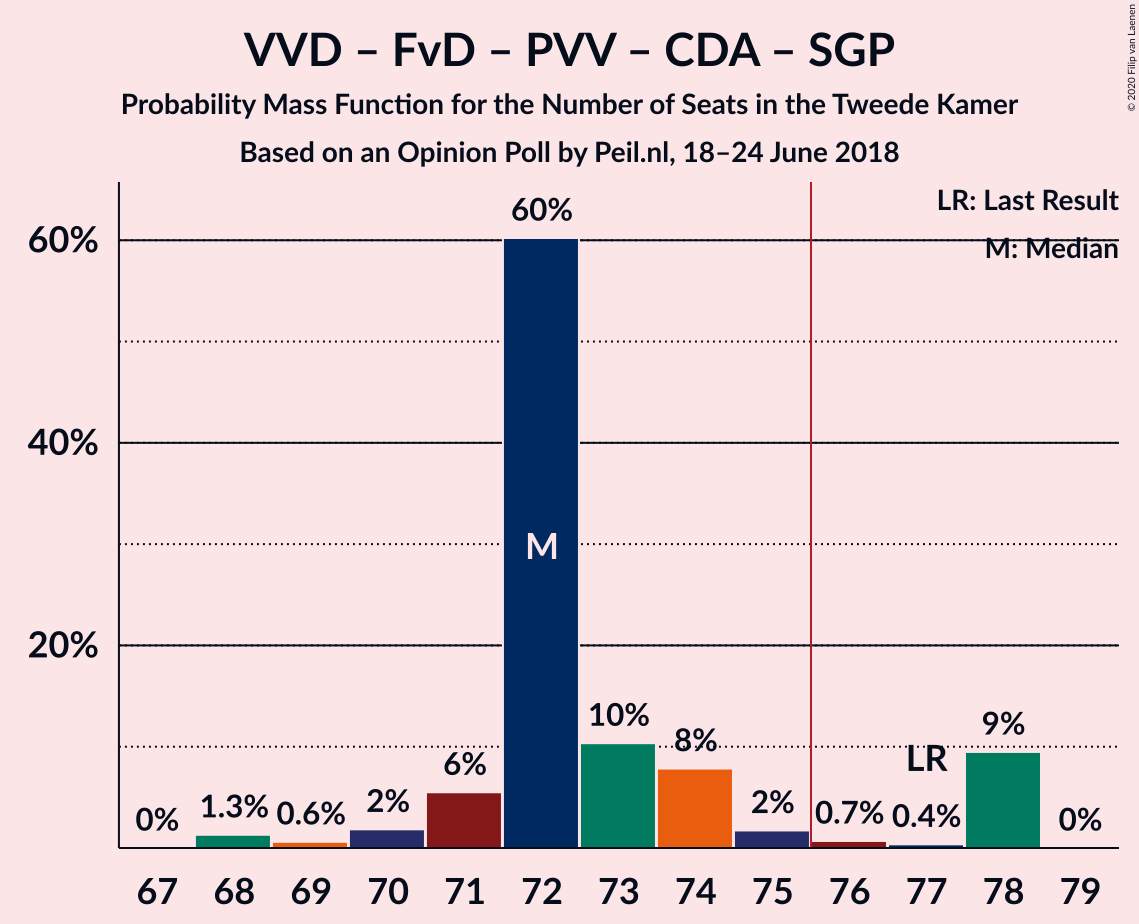 VVD – FvD – PVV – CDA – SGP
Probability Mass Function for the Number of Seats in the Tweede Kamer
Based on an Opinion Poll by Peil.nl, 18–24 June 2018
© 2020 Filip van Laenen
LR: Last Result
M: Median
60%
40%
20%
0%
1.3%
0.6%
2%
6%
60%
M
10%
8%
2%
0.7%
0.4%
LR
9%
0%
67 68 69 70 71 72 73 74 75 76 77 78 79